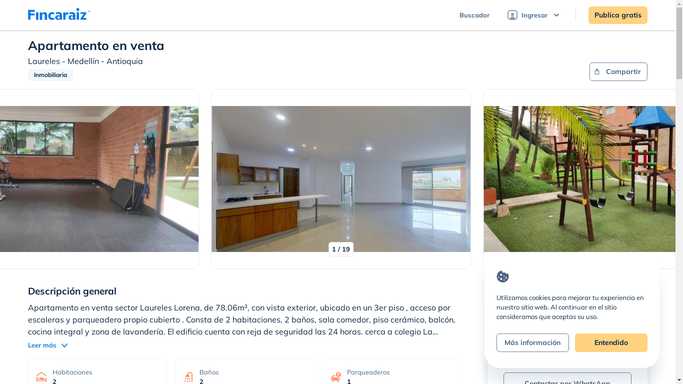 Fincaraiz
Buscador
Ingresar
Publica gratis
Apartamento en venta
Laureles - Medellín - Antioquia
Inmobiliaria
Compartir
1 / 19
Descripción general
Apartamento en venta sector Laureles Lorena, de 78.06m², con vista exterior, ubicado en un 3er piso , acceso por
escaleras y parqueadero propio cubierto . Consta de 2 habitaciones, 2 baños, sala comedor, piso cerámico, balcón,
cocina integral y zona de lavandería. El edificio cuenta con reja de seguridad las 24 horas. cerca a colegio La...
Leer más
Habitaciones
2
Baños
2
Parqueaderos
1
Utilizamos cookies para mejorar tu experiencia en
nuestro sitio web. Al continuar en el sitio
consideramos que aceptas su uso.
Más información
Entendido
Contactar por WhatsApp